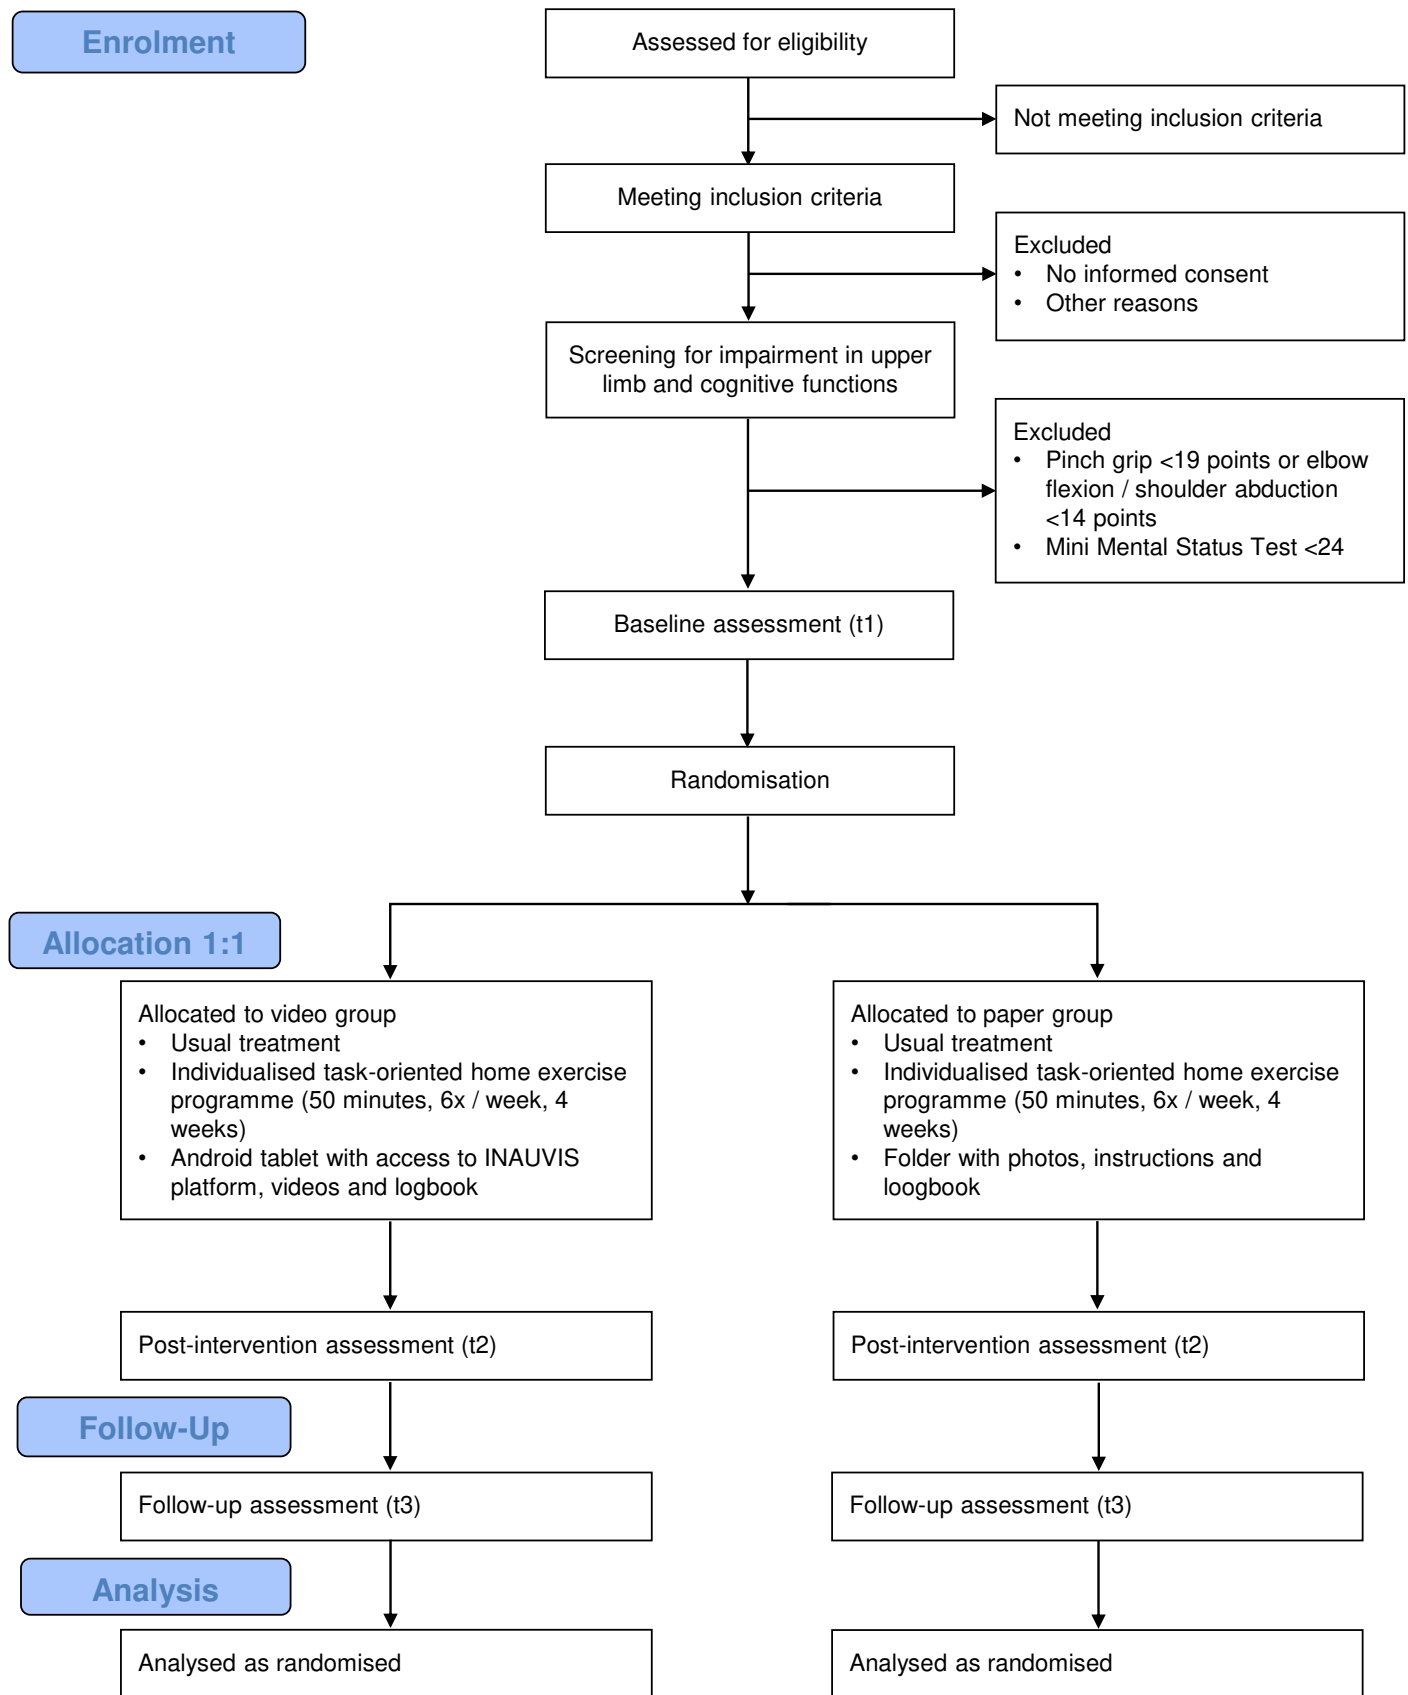 Enrolment
Assessed for eligibility
Not meeting inclusion criteria
Meeting inclusion criteria
Excluded
• No informed consent
• Other reasons
Screening for impairment in upper
limb and cognitive functions
Excluded
• Pinch grip <19 points or elbow
flexion / shoulder abduction
<14 points
• Mini Mental Status Test <24
Baseline assessment (t1)
Randomisation
Allocation 1:1
Allocated to video group
• Usual treatment
• Individualised task-oriented home exercise
programme (50 minutes, 6x / week, 4
weeks)
• Android tablet with access to INAUVIS
platform, videos and logbook
Allocated to paper group
• Usual treatment
• Individualised task-oriented home exercise
programme (50 minutes, 6x / week, 4
weeks)
• Folder with photos, instructions and
loogbook
Post-intervention assessment (t2)
Post-intervention assessment (t2)
Follow-Up
Follow-up assessment (t3)
Follow-up assessment (t3)
Analysis
Analysed as randomised
Analysed as randomised